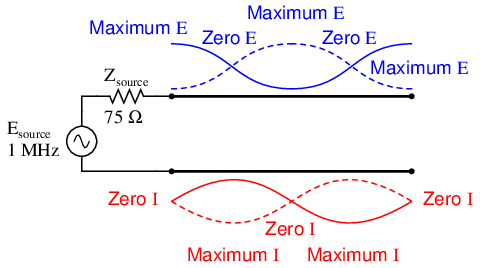 Maximum E
Maximum E
Zero E
Zero E
Maximum E
Zsource
75 Ω
Esource
1 MHz
Zero I
Zero I
Zero I
Maximum I
Maximum I